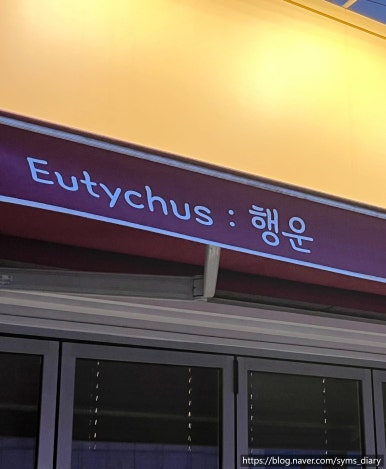 Eutychus : 행운
https://blog.naver.com/syms_diary